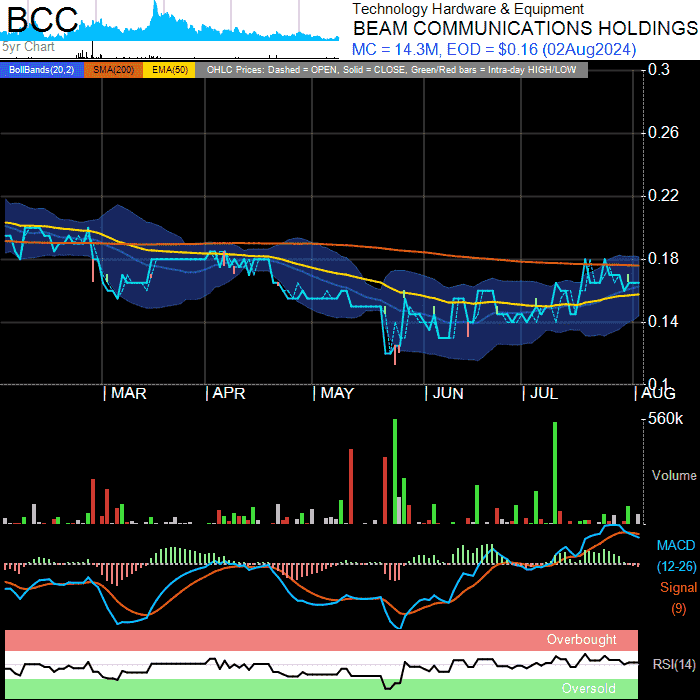 BCC
5yr Chart
Technology Hardware & Equipment
BEAM COMMUNICATIONS HOLDINGS
MC = 14.3M, EOD = $0.16 (02Aug2024)
BollBands(20,2) SMA(200) EMA(50) OHLC Prices: Dashed = OPEN, Solid = CLOSE, Green/Red bars = Intra-day HIGH/LOW
0.3
0.26
0.22
0.18
0.14
0.1
MAR APR MAY JUN JUL AUG
560k
Volume
MACD
(12-26)
Signal
(9)
Overbought
RSI(14)
Oversold